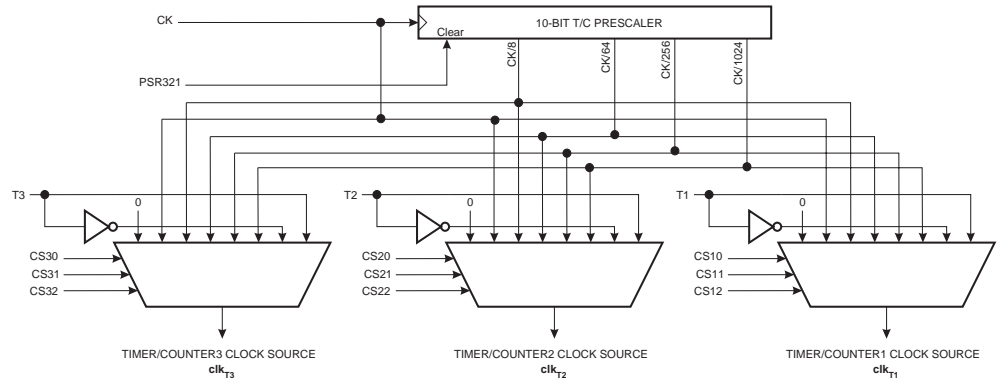 CK
10-BIT T/C PRESCALER
Clear
CK/8
CK/64
CK/256
CK/1024
PSR321
T3
T2
T1
0
0
0
CS30
CS31
CS32
CS20
CS21
CS22
CS10
CS11
CS12
TIMER/COUNTER3 CLOCK SOURCE
clkT3
TIMER/COUNTER2 CLOCK SOURCE
clkT2
TIMER/COUNTER1 CLOCK SOURCE
clkT1